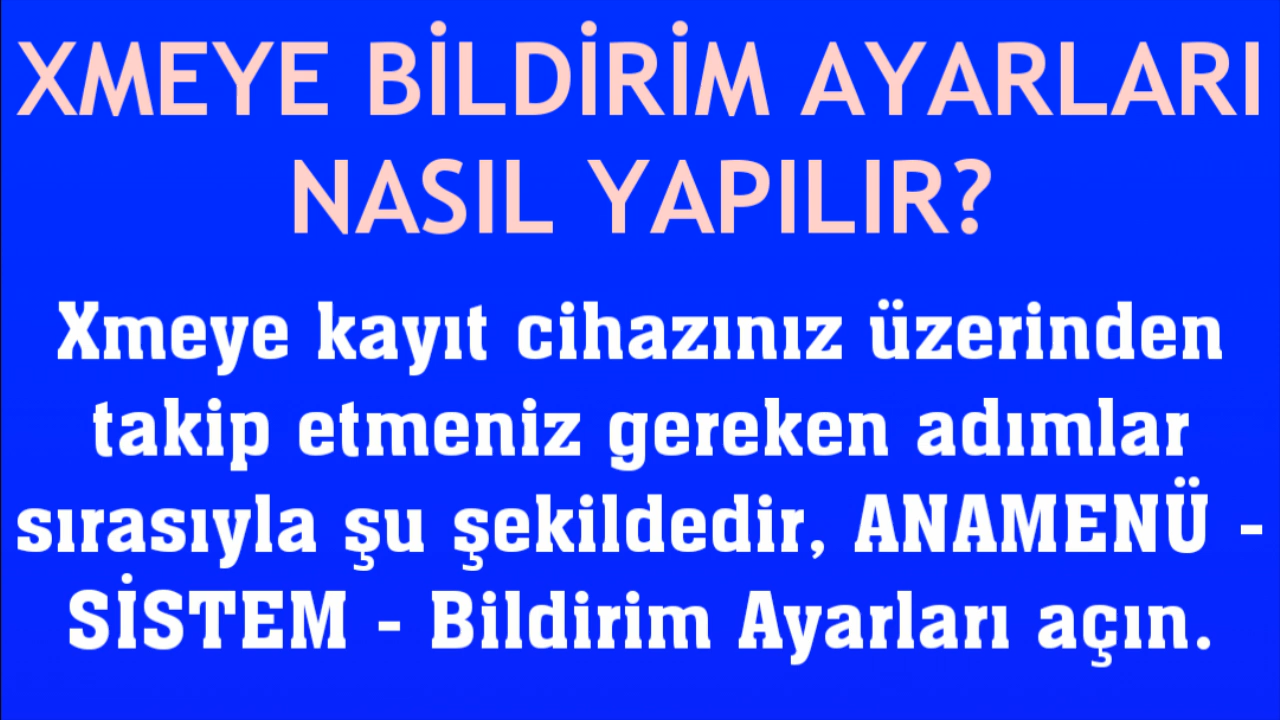 XMEYE BİLDİRİM AYARLARI
NASIL YAPILIR?
Xmeye kayıt cihazınız üzerinden
takip etmeniz gereken adımlar
sırasıyla şu şekildedir, ANAMENÜ -
SİSTEM - Bildirim Ayarları açın.